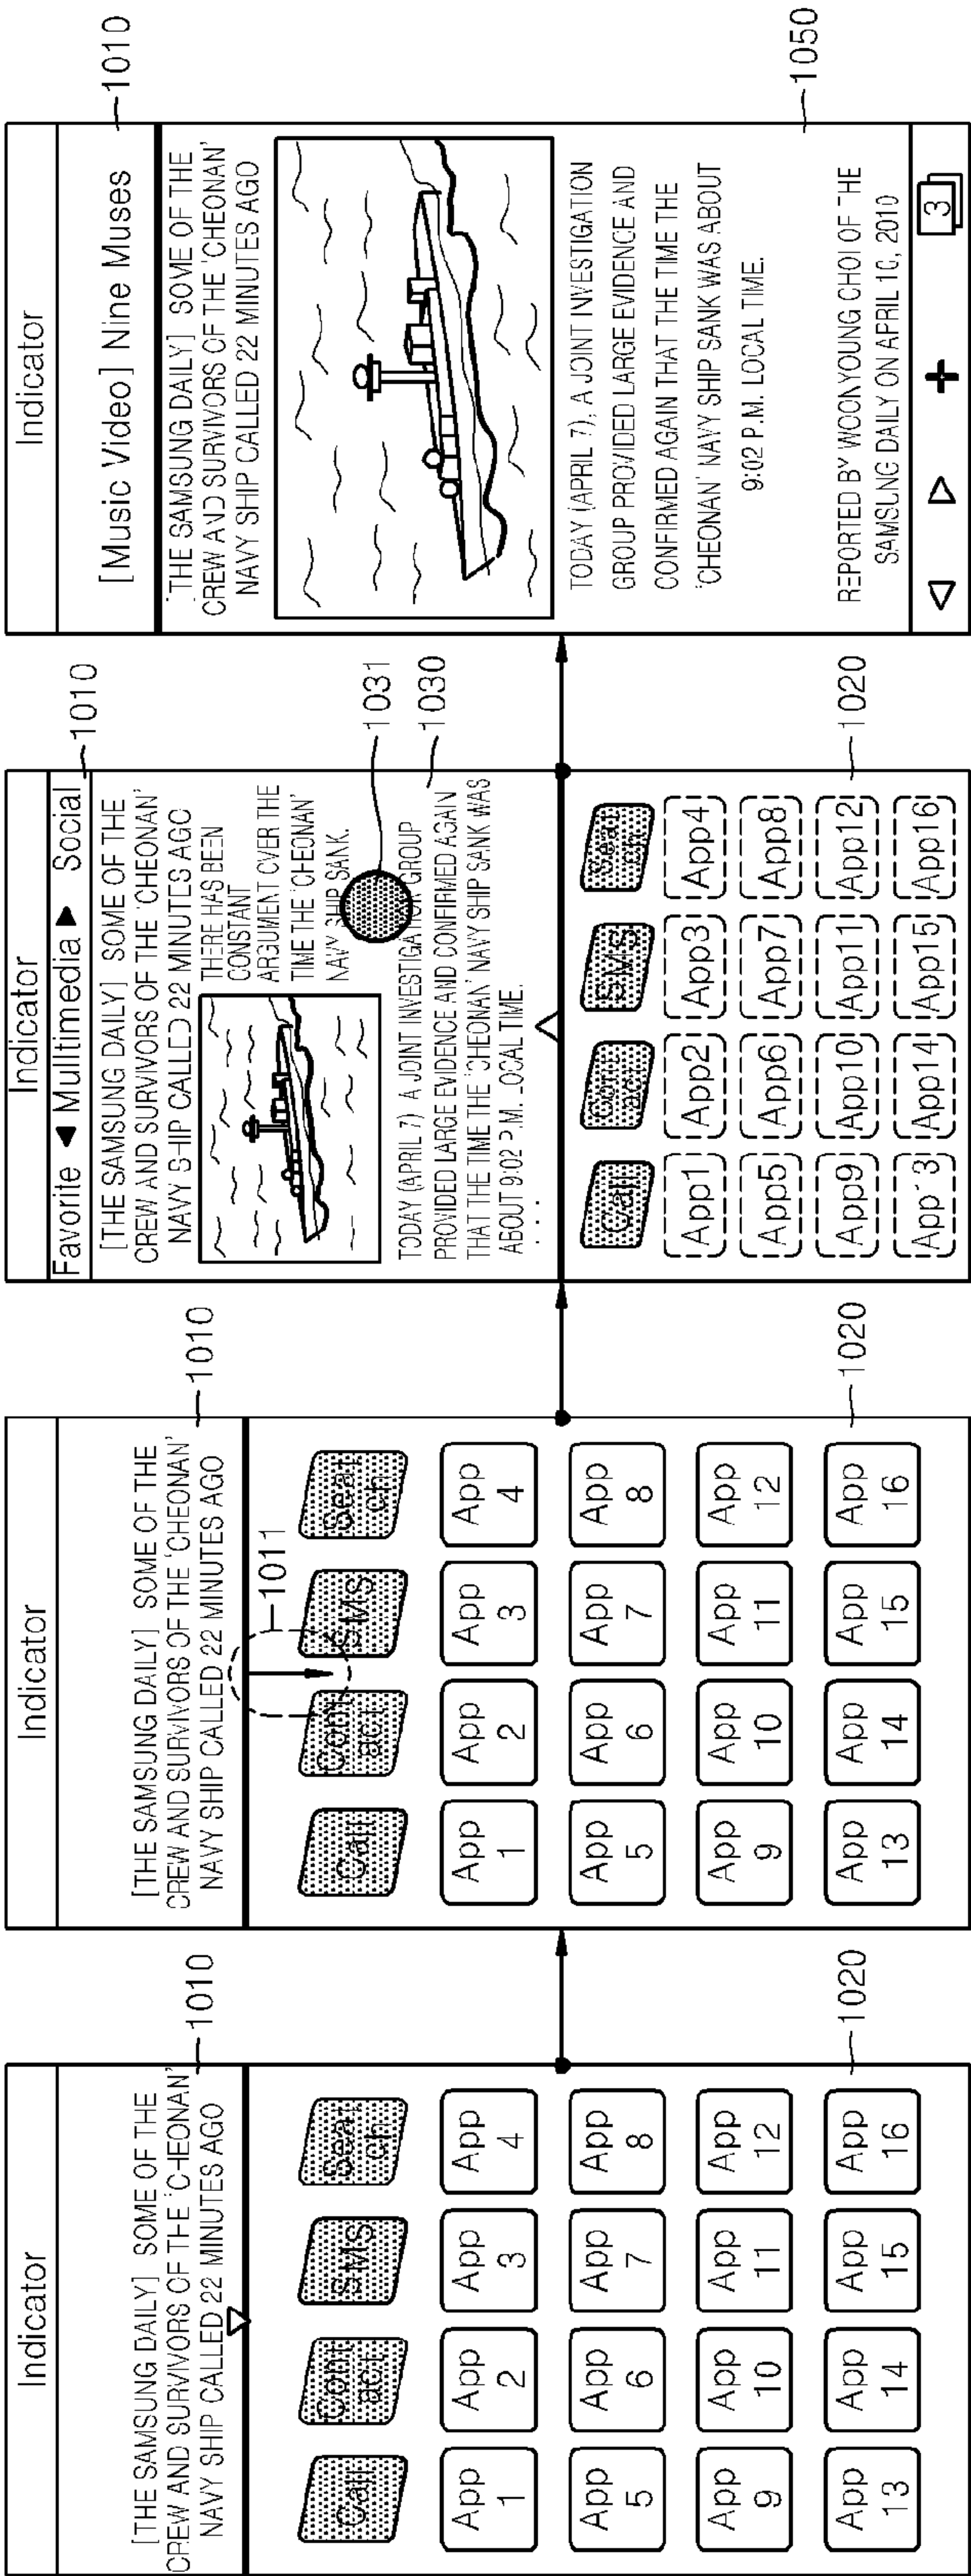 Indicator
[THE SAMSUNG DAILY] SOME OF THE
CREW AND SURVIVORS OF THE 'CHEONAN'
NAVY SHIP CALLED 22 MINUTES AGO
1010
Call
Cont
act
SMS
Sear
ch
App
1
App
2
App
3
App
4
App
5
App
6
App
7
App
8
App
9
App
10
App
11
App
12
App
13
App
14
App
15
App
16
1020
Indicator
[THE SAMSUNG DAILY] SOME OF THE
CREW AND SURVIVORS OF THE 'CHEONAN'
NAVY SHIP CALLED 22 MINUTES AGO
1010
1011
Call
Cont
act
SMS
Sear
ch
App
1
App
2
App
3
App
4
App
5
App
6
App
7
App
8
App
9
App
10
App
11
App
12
App
13
App
14
App
15
App
16
1020
Indicator
Favorite ◀ Multimedia ▶ Social
1010
[THE SAMSUNG DAILY] SOME OF THE
CREW AND SURVIVORS OF THE 'CHEONAN'
NAVY SHIP CALLED 22 MINUTES AGO
THERE HAS BEEN
CONSTANT
ARGUMENT OVER THE
TIME THE 'CHEONAN'
NAVY SHIP SANK.
1031
TODAY (APRIL 7) A JOINT INVESTIGATION GROUP
1030
PROVIDED LARGE EVIDENCE AND CONFIRMED AGAIN
THAT THE TIME THE 'CHEONAN' NAVY SHIP SANK WAS
ABOUT 9:02 P.M. LOCAL TIME.
...
Call
Cont
act
SMS
Sear
ch
App1 App2 App3 App4
App5 App6 App7 App8
App9 App10 App11 App12
App13 App14 App15 App16
1020
Indicator
[Music Video] Nine Muses
1010
[THE SAMSUNG DAILY] SOME OF THE
CREW AND SURVIVORS OF THE 'CHEONAN'
NAVY SHIP CALLED 22 MINUTES AGO
TODAY (APRIL 7), A JOINT INVESTIGATION
GROUP PROVIDED LARGE EVIDENCE AND
CONFIRMED AGAIN THAT THE TIME THE
'CHEONAN' NAVY SHIP SANK WAS ABOUT
9:02 P.M. LOCAL TIME.
1050
REPORTED BY WOONYOUNG CHOI OF THE
SAMSUNG DAILY ON APRIL 10, 2010
3